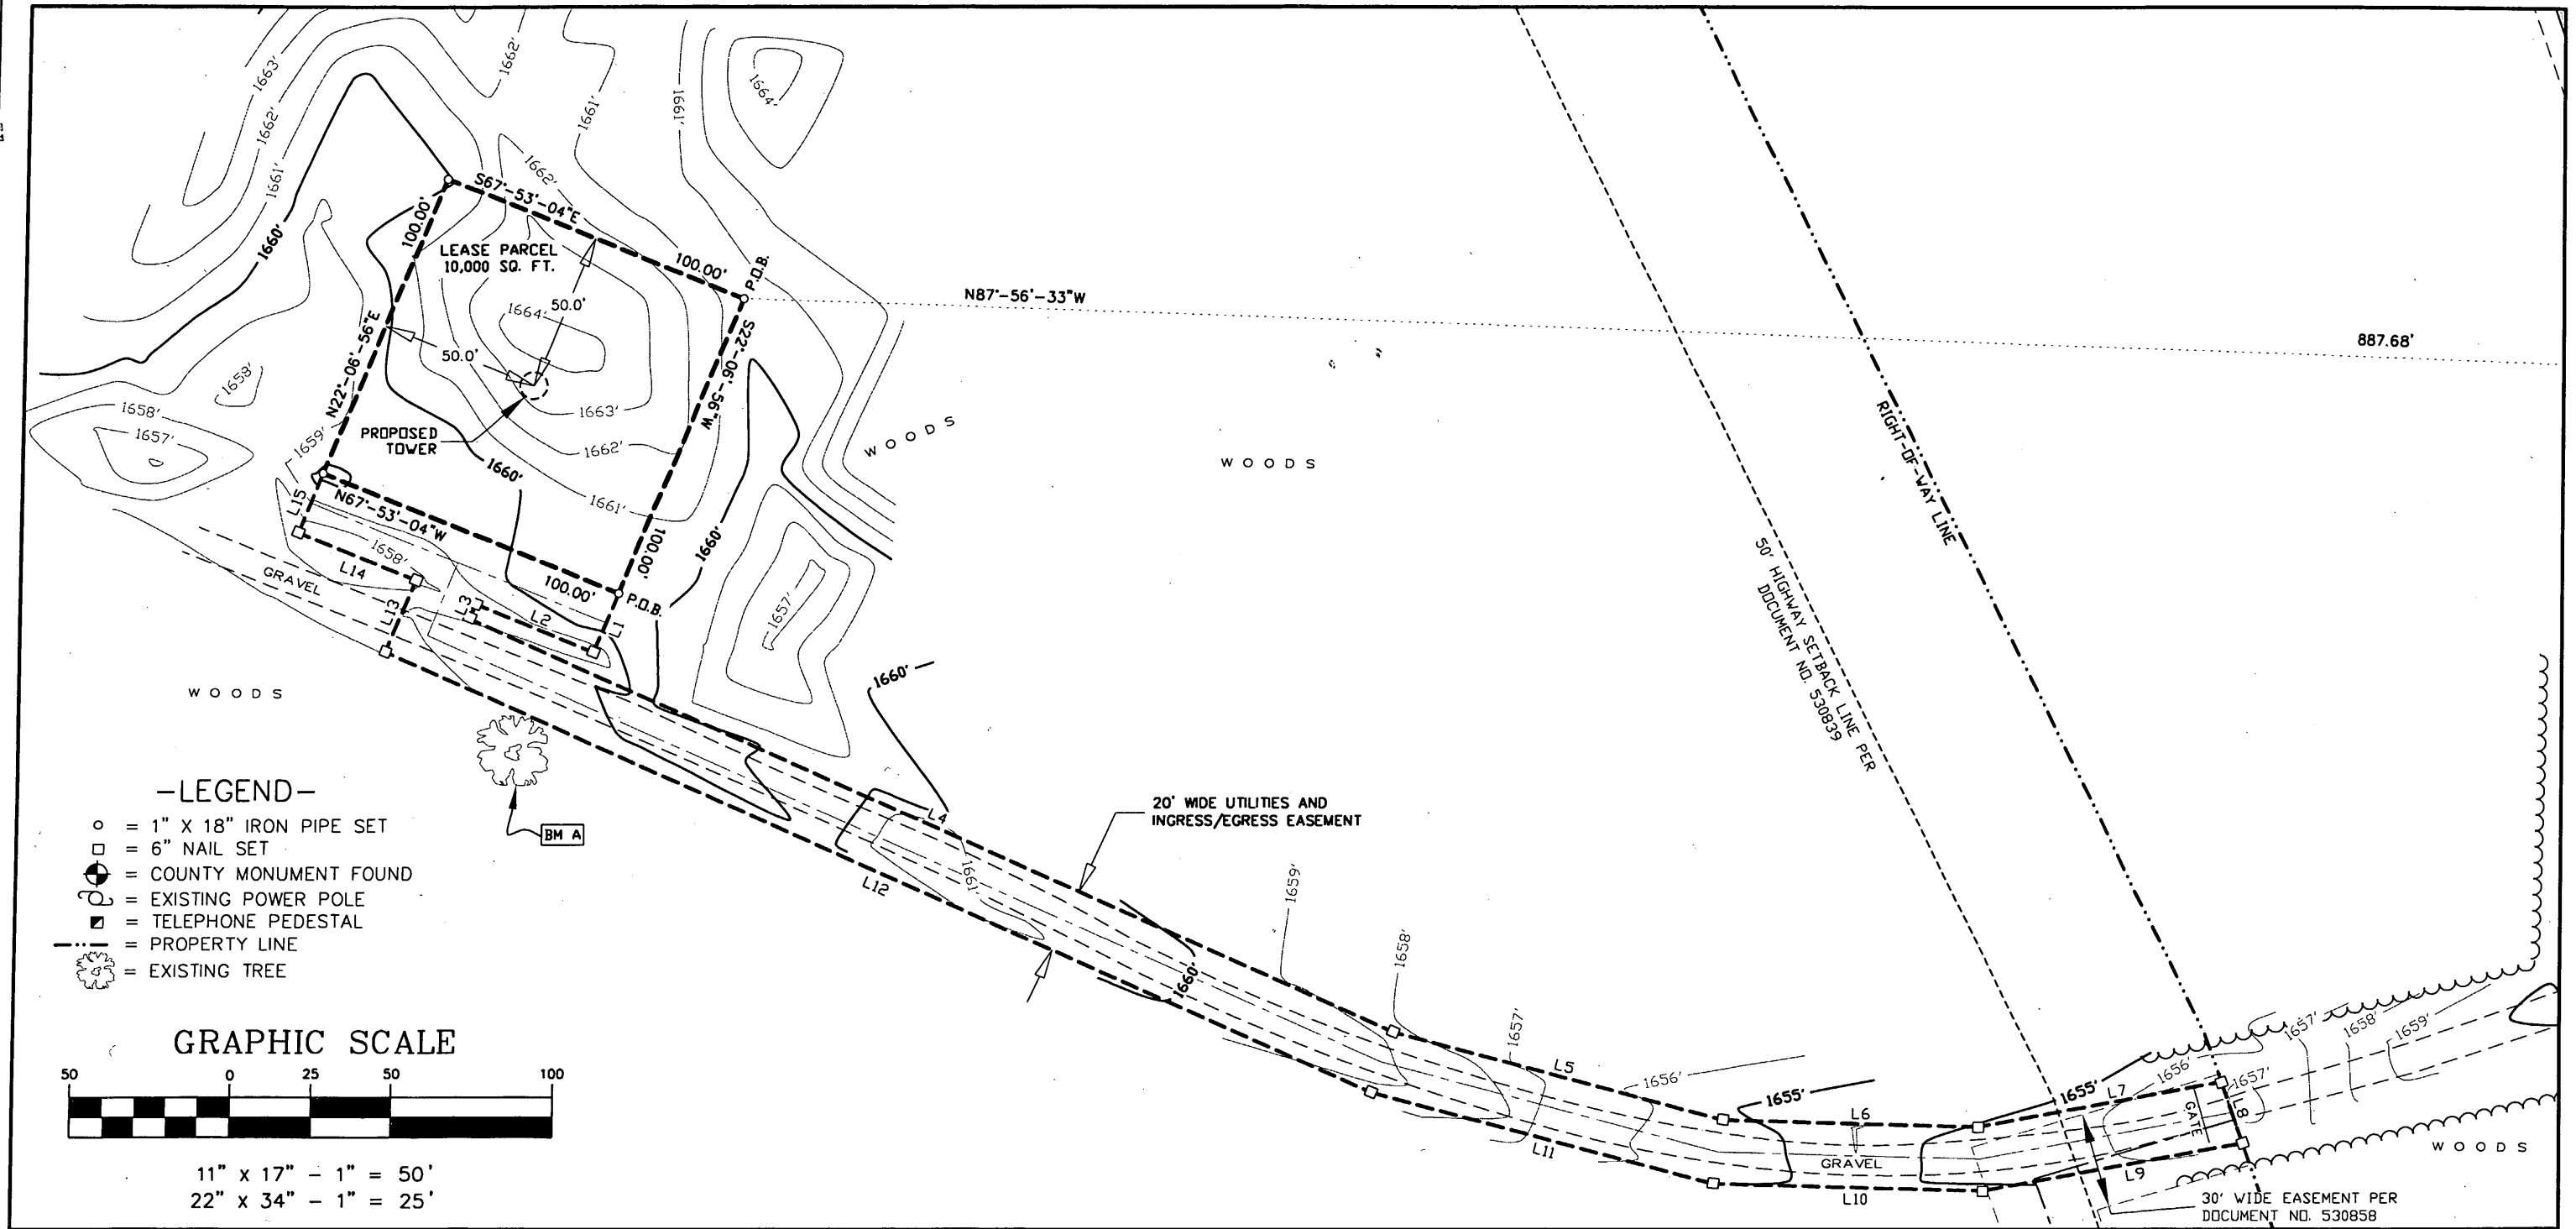 1663'
1662'
1661'
1660'
1662'
1661'
1661'
1664'
1662'
S67°-53'-04"E
100.00'
100.00'
P.O.B.
LEASE PARCEL
10,000 SQ. FT.
50.0'
50.0'
1664'
N87°-56'-33"W
887.68'
N22°-06'-56"E
S22°-06'-56"W
100.00'
1663'
1662'
1661'
1660'
1660'
PROPOSED
TOWER
1658'
1658'
1657'
1659'
WOODS
WOODS
RIGHT-OF-WAY LINE
50' HIGHWAY SETBACK LINE PER
DOCUMENT NO. 530839
N67°-53'-04"W
100.00'
P.O.B.
L15
1658'
L14
GRAVEL
L13
L3
L2
L1
1657'
WOODS
1660'
BM A
L4
L12
1661'
20' WIDE UTILITIES AND
INGRESS/EGRESS EASEMENT
1660'
1659'
1658'
1657'
L5
1656'
1655'
L6
1655'
L7
1656'
1657'
1657'
1658'
1659'
L8
GATE
L9
L10
L11
GRAVEL
WOODS
30' WIDE EASEMENT PER
DOCUMENT NO. 530858
-LEGEND-
= 1" X 18" IRON PIPE SET
= 6" NAIL SET
= COUNTY MONUMENT FOUND
= EXISTING POWER POLE
= TELEPHONE PEDESTAL
= PROPERTY LINE
= EXISTING TREE
GRAPHIC SCALE
50 0 25 50 100
11" x 17" - 1" = 50'
22" x 34" - 1" = 25'